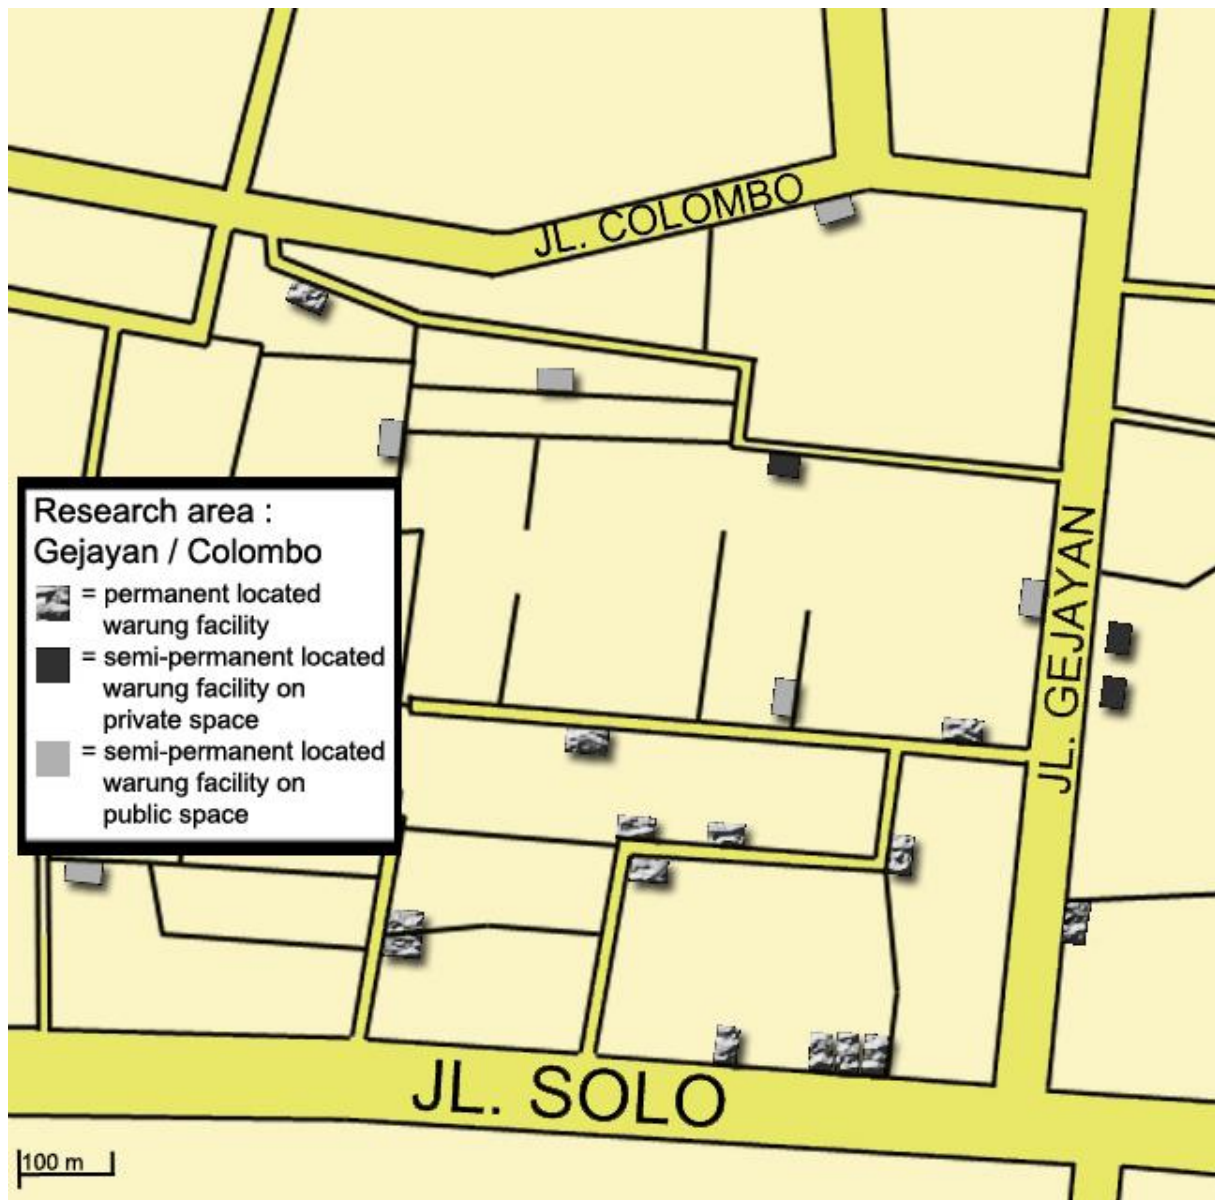 JL. COLOMBO
Research area :
Gejayan / Colombo
= permanent located
warung facility
= semi-permanent located
warung facility on
private space
= semi-permanent located
warung facility on
public space
JL. GEJAYAN
JL. SOLO
100 m